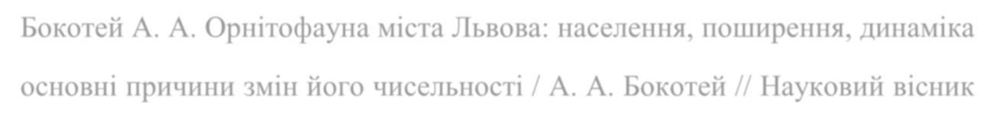 Бокотей А. А. Орнітофауна міста Львова: населення, поширення, динаміка
основні причини змін його чисельності / А. А. Бокотей // Науковий вісник